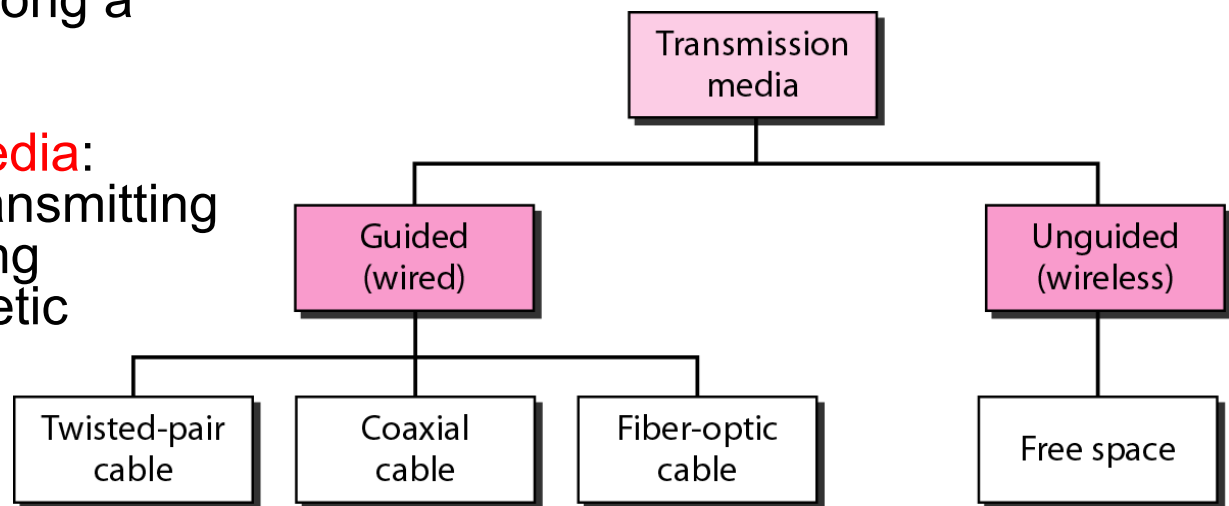 ong a
edia:
ansmitting
ng
etic
Transmission
media
Guided
(wired)
Unguided
(wireless)
Twisted-pair
cable
Coaxial
cable
Fiber-optic
cable
Free space